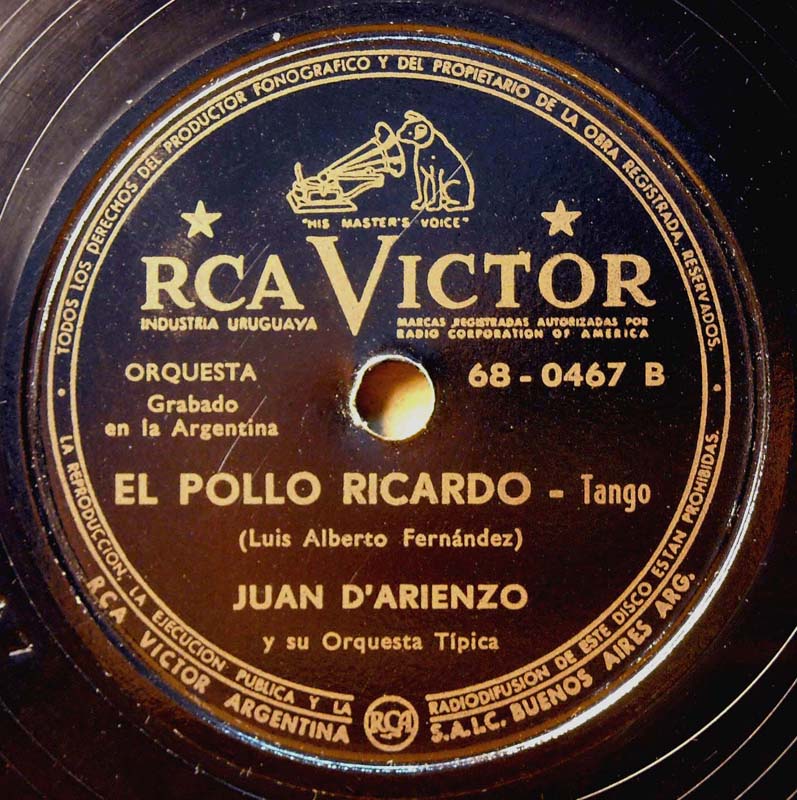 TODOS LOS DERECHOS DEL PRODUCTOR FONOGRAFICO Y DEL PROPIETARIO DE LA OBRA REGISTRADA, RESERVADOS.
"HIS MASTER'S VOICE"
RCA VICTOR
INDUSTRIA URUGUAYA
MARCAS REGISTRADAS AUTORIZADAS POR
RADIO CORPORATION OF AMERICA
ORQUESTA
68-0467 B
Grabado
en la Argentina
EL POLLO RICARDO - Tango
(Luis Alberto Fernández)
JUAN D'ARIENZO
y su Orquesta Típica
LA REPRODUCCION; LA EJECUCION: PUBLICA Y LA RADIODIFUSIÓN DE ESTE DISCO ESTAN PROHIBIDAS.
RCA VICTOR ARGENTINA S.A.I.C. BUENOS AIRES ARG.
RCA